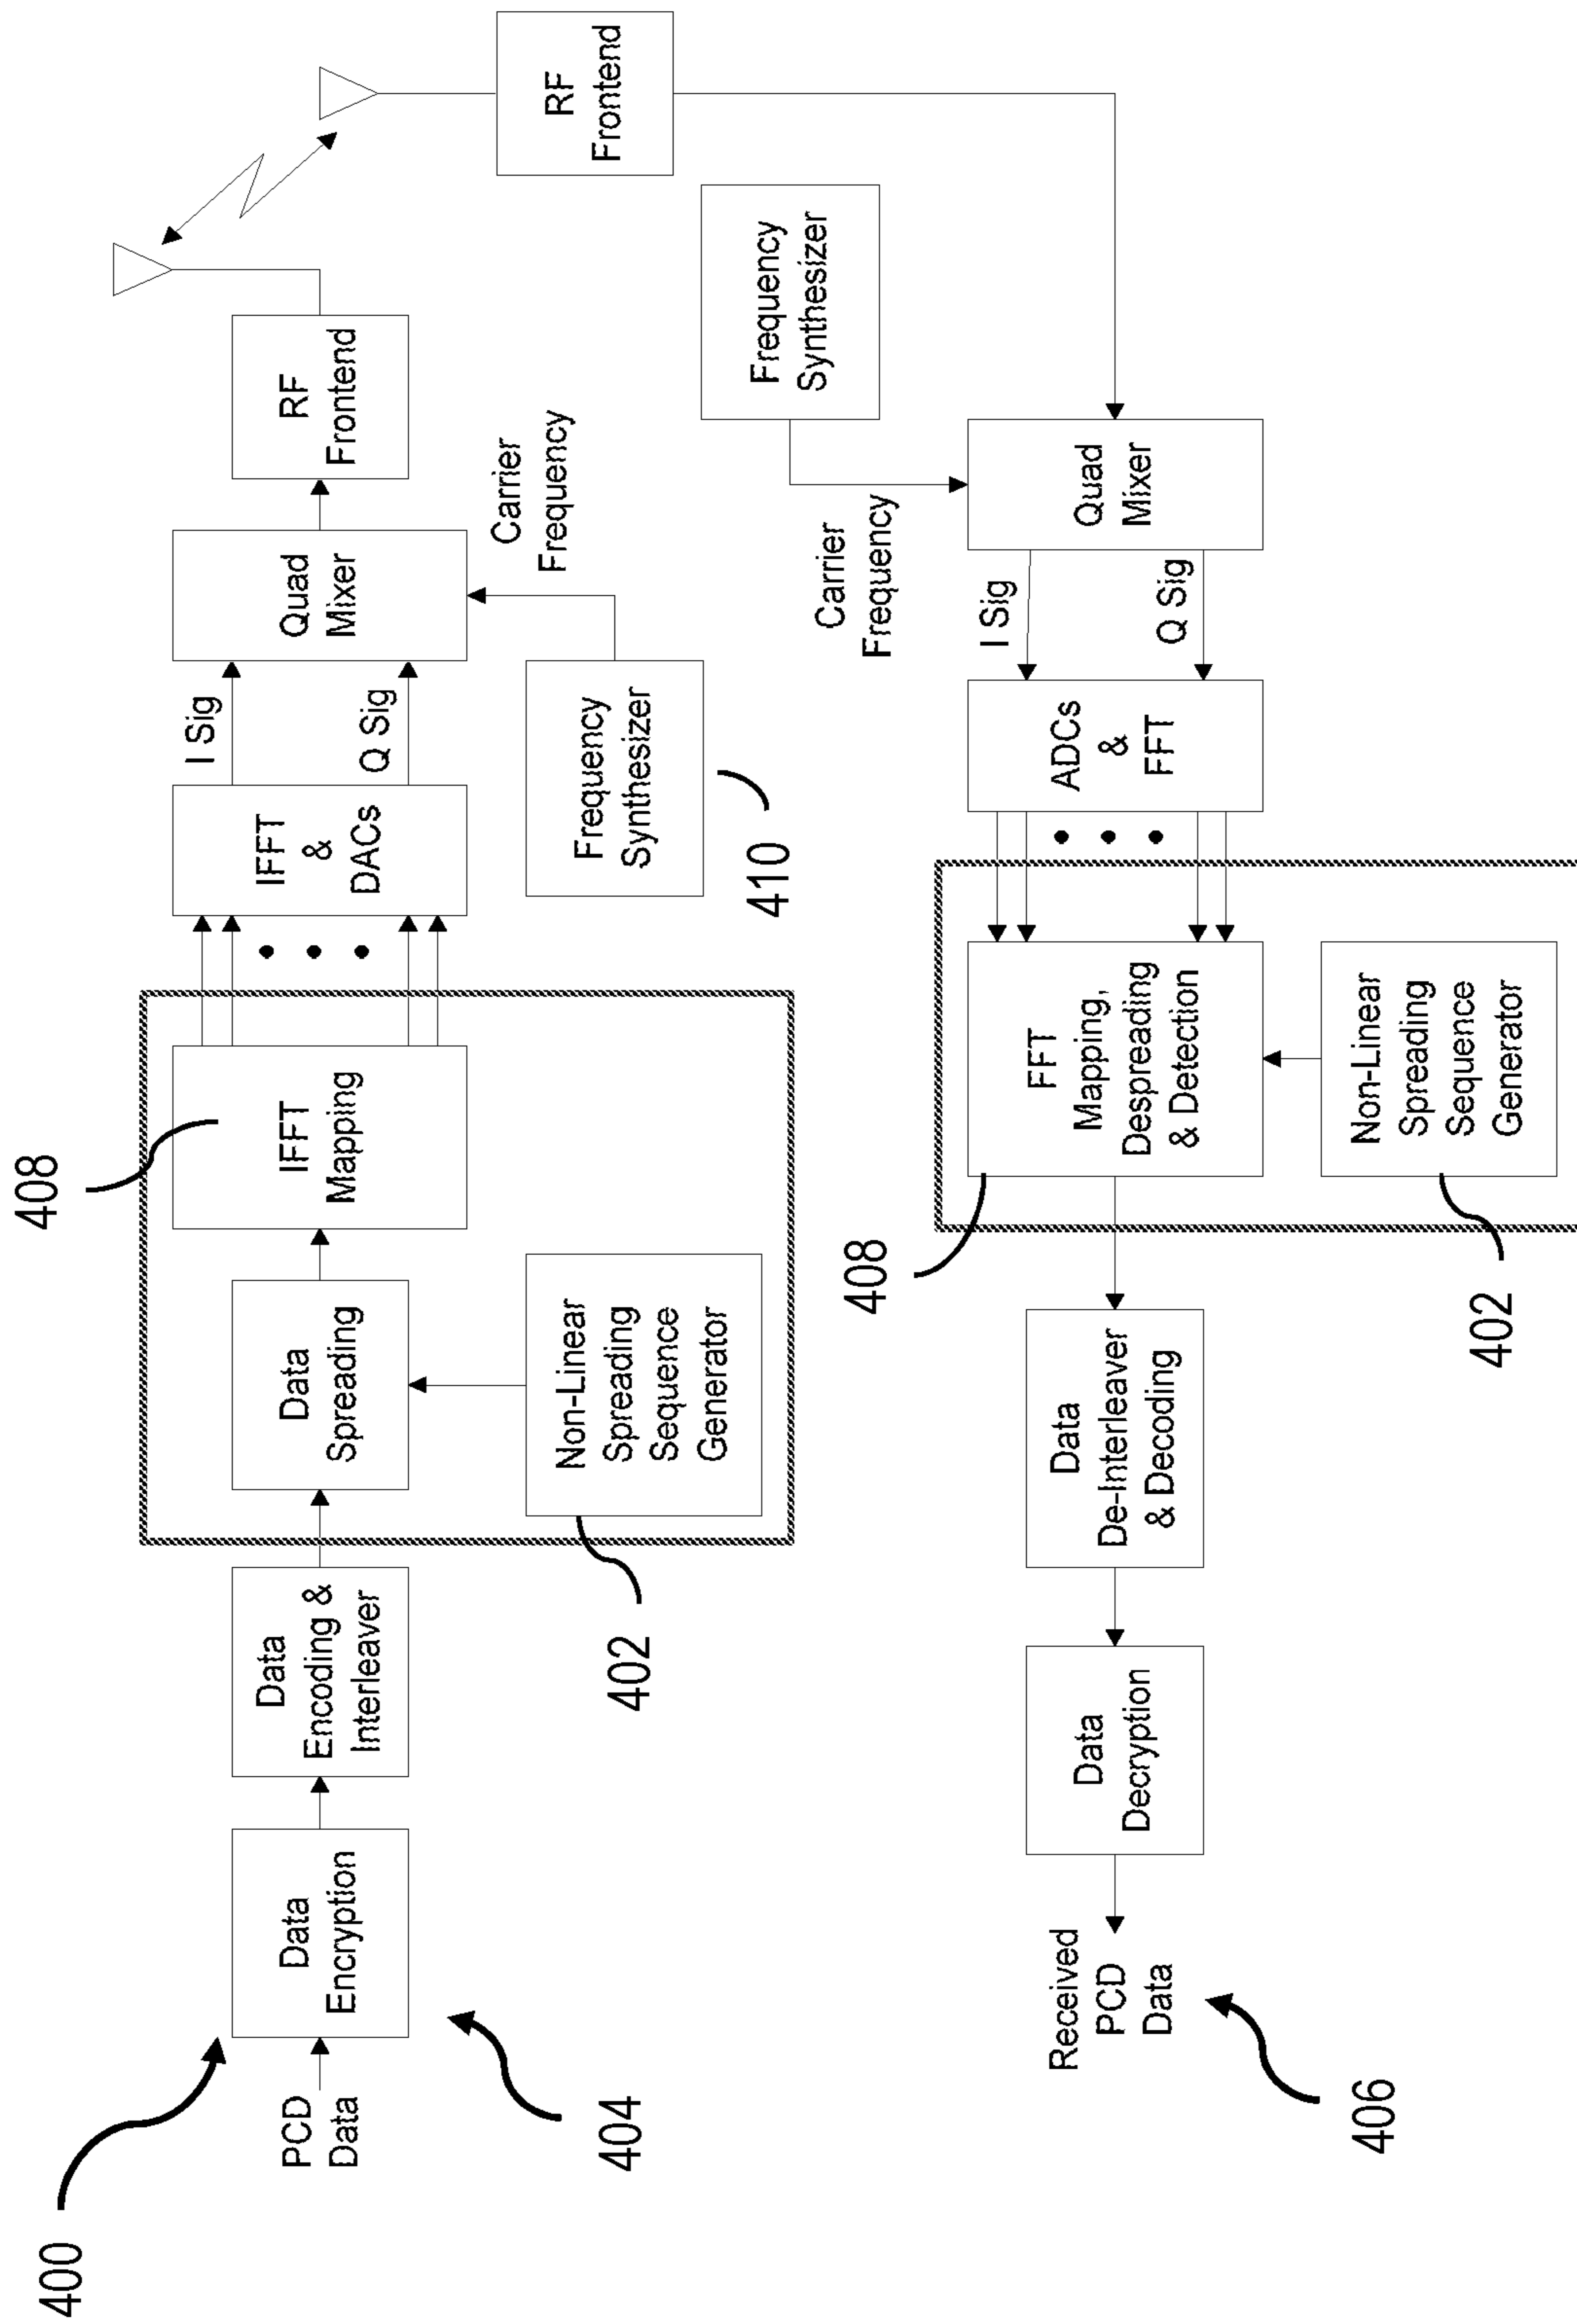 400
PCD
Data
404
Data
Encryption
Data
Encoding &
Interleaver
Data
Spreading
Non-Linear
Spreading
Sequence
Generator
402
IFFT
Mapping
408
IFFT
&
DACs
I Sig
Q Sig
Quad
Mixer
Frequency
Synthesizer
410
Carrier
Frequency
RF
Frontend
RF
Frontend
Frequency
Synthesizer
Carrier
Frequency
Quad
Mixer
I Sig
Q Sig
ADCs
&
FFT
FFT
Mapping,
Despreading
& Detection
408
Non-Linear
Spreading
Sequence
Generator
402
Data
De-Interleaver
& Decoding
Data
Decryption
Received
PCD
Data
406